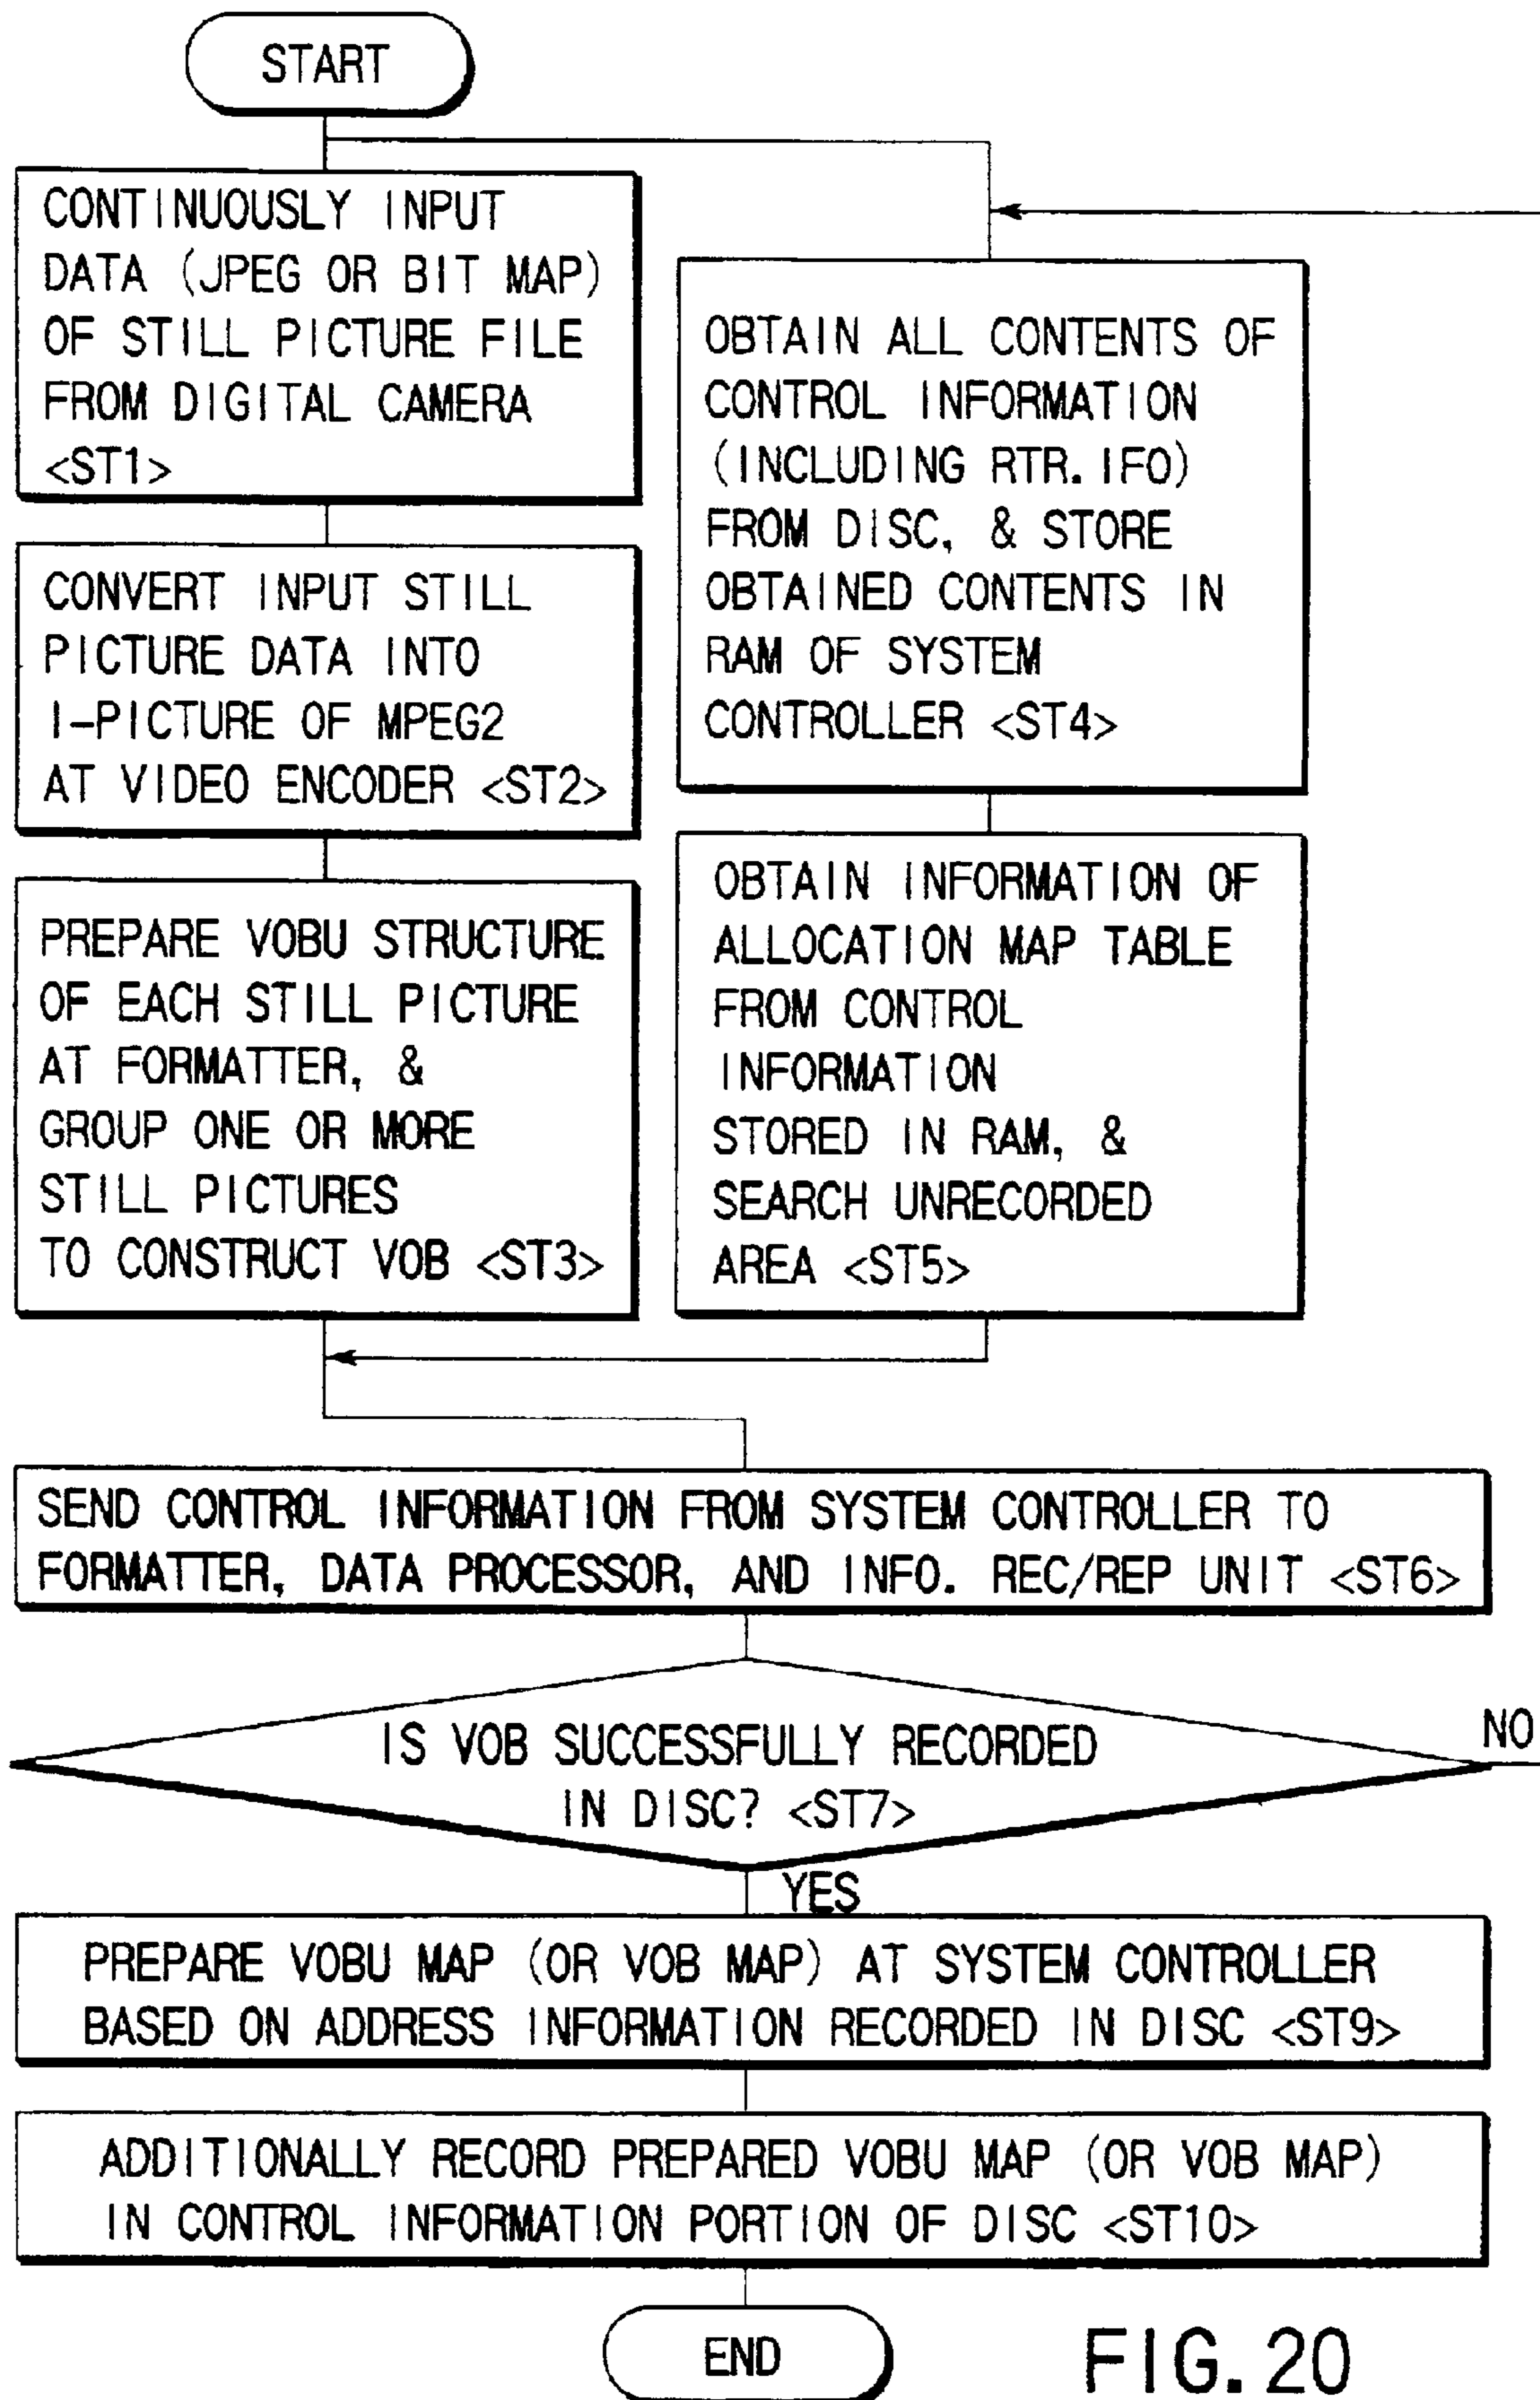 START
CONTINUOUSLY INPUT
DATA (JPEG OR BIT MAP)
OF STILL PICTURE FILE
FROM DIGITAL CAMERA
<ST1>
CONVERT INPUT STILL
PICTURE DATA INTO
I-PICTURE OF MPEG2
AT VIDEO ENCODER <ST2>
PREPARE VOBU STRUCTURE
OF EACH STILL PICTURE
AT FORMATTER, &
GROUP ONE OR MORE
STILL PICTURES
TO CONSTRUCT VOB <ST3>
OBTAIN ALL CONTENTS OF
CONTROL INFORMATION
(INCLUDING RTR.IFO)
FROM DISC, & STORE
OBTAINED CONTENTS IN
RAM OF SYSTEM
CONTROLLER <ST4>
OBTAIN INFORMATION OF
ALLOCATION MAP TABLE
FROM CONTROL
INFORMATION
STORED IN RAM, &
SEARCH UNRECORDED
AREA <ST5>
SEND CONTROL INFORMATION FROM SYSTEM CONTROLLER TO
FORMATTER, DATA PROCESSOR, AND INFO. REC/REP UNIT <ST6>
IS VOB SUCCESSFULLY RECORDED
IN DISC? <ST7>
NO
YES
PREPARE VOBU MAP (OR VOB MAP) AT SYSTEM CONTROLLER
BASED ON ADDRESS INFORMATION RECORDED IN DISC <ST9>
ADDITIONALLY RECORD PREPARED VOBU MAP (OR VOB MAP)
IN CONTROL INFORMATION PORTION OF DISC <ST10>
END
FIG. 20